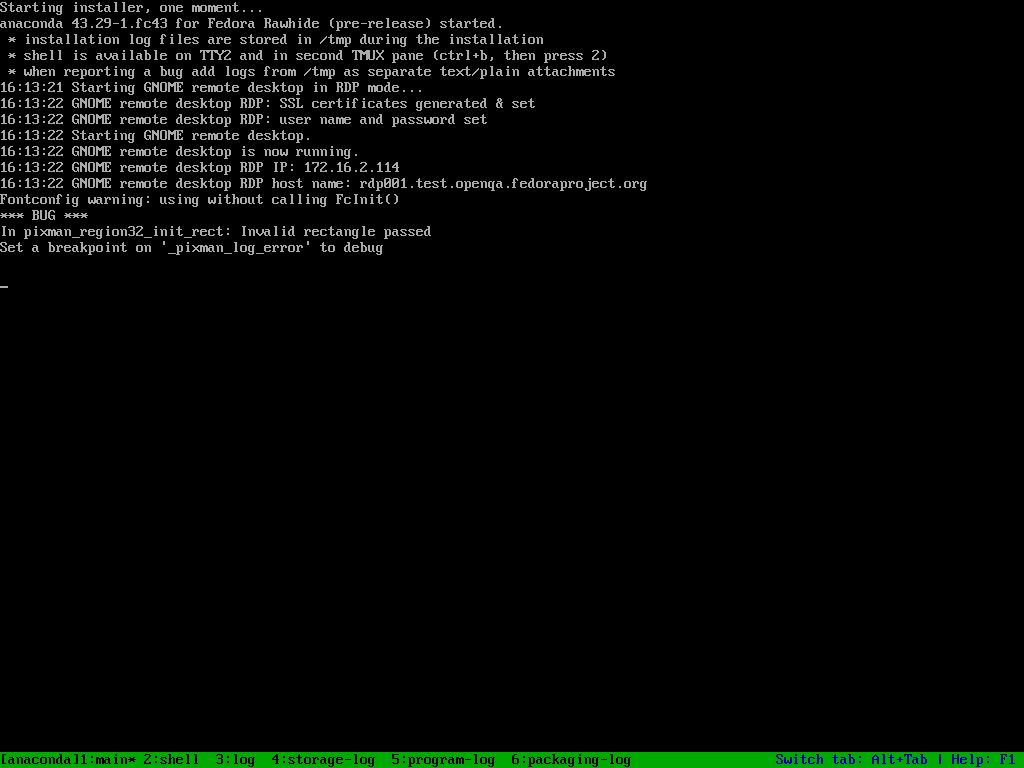 Starting installer, one moment...
anaconda 43.29-1.fc43 for Fedora Rawhide (pre-release) started.
 * installation log files are stored in /tmp during the installation
 * shell is available on TTY2 and in second TMUX pane (ctrl+b, then press 2)
 * when reporting a bug add logs from /tmp as separate text/plain attachments
16:13:21 Starting GNOME remote desktop in RDP mode...
16:13:22 GNOME remote desktop RDP: SSL certificates generated & set
16:13:22 GNOME remote desktop RDP: user name and password set
16:13:22 Starting GNOME remote desktop.
16:13:22 GNOME remote desktop is now running.
16:13:22 GNOME remote desktop RDP IP: 172.16.2.114
16:13:22 GNOME remote desktop RDP host name: rdp001.test.openqa.fedoraproject.org
Fontconfig warning: using without calling FcInit()
*** BUG ***
In pixman_region32_init_rect: Invalid rectangle passed
Set a breakpoint on '_pixman_log_error' to debug
[anaconda]1:main* 2:shell  3:log  4:storage-log  5:program-log  6:packaging-log Switch tab: Alt+Tab | Help: F1